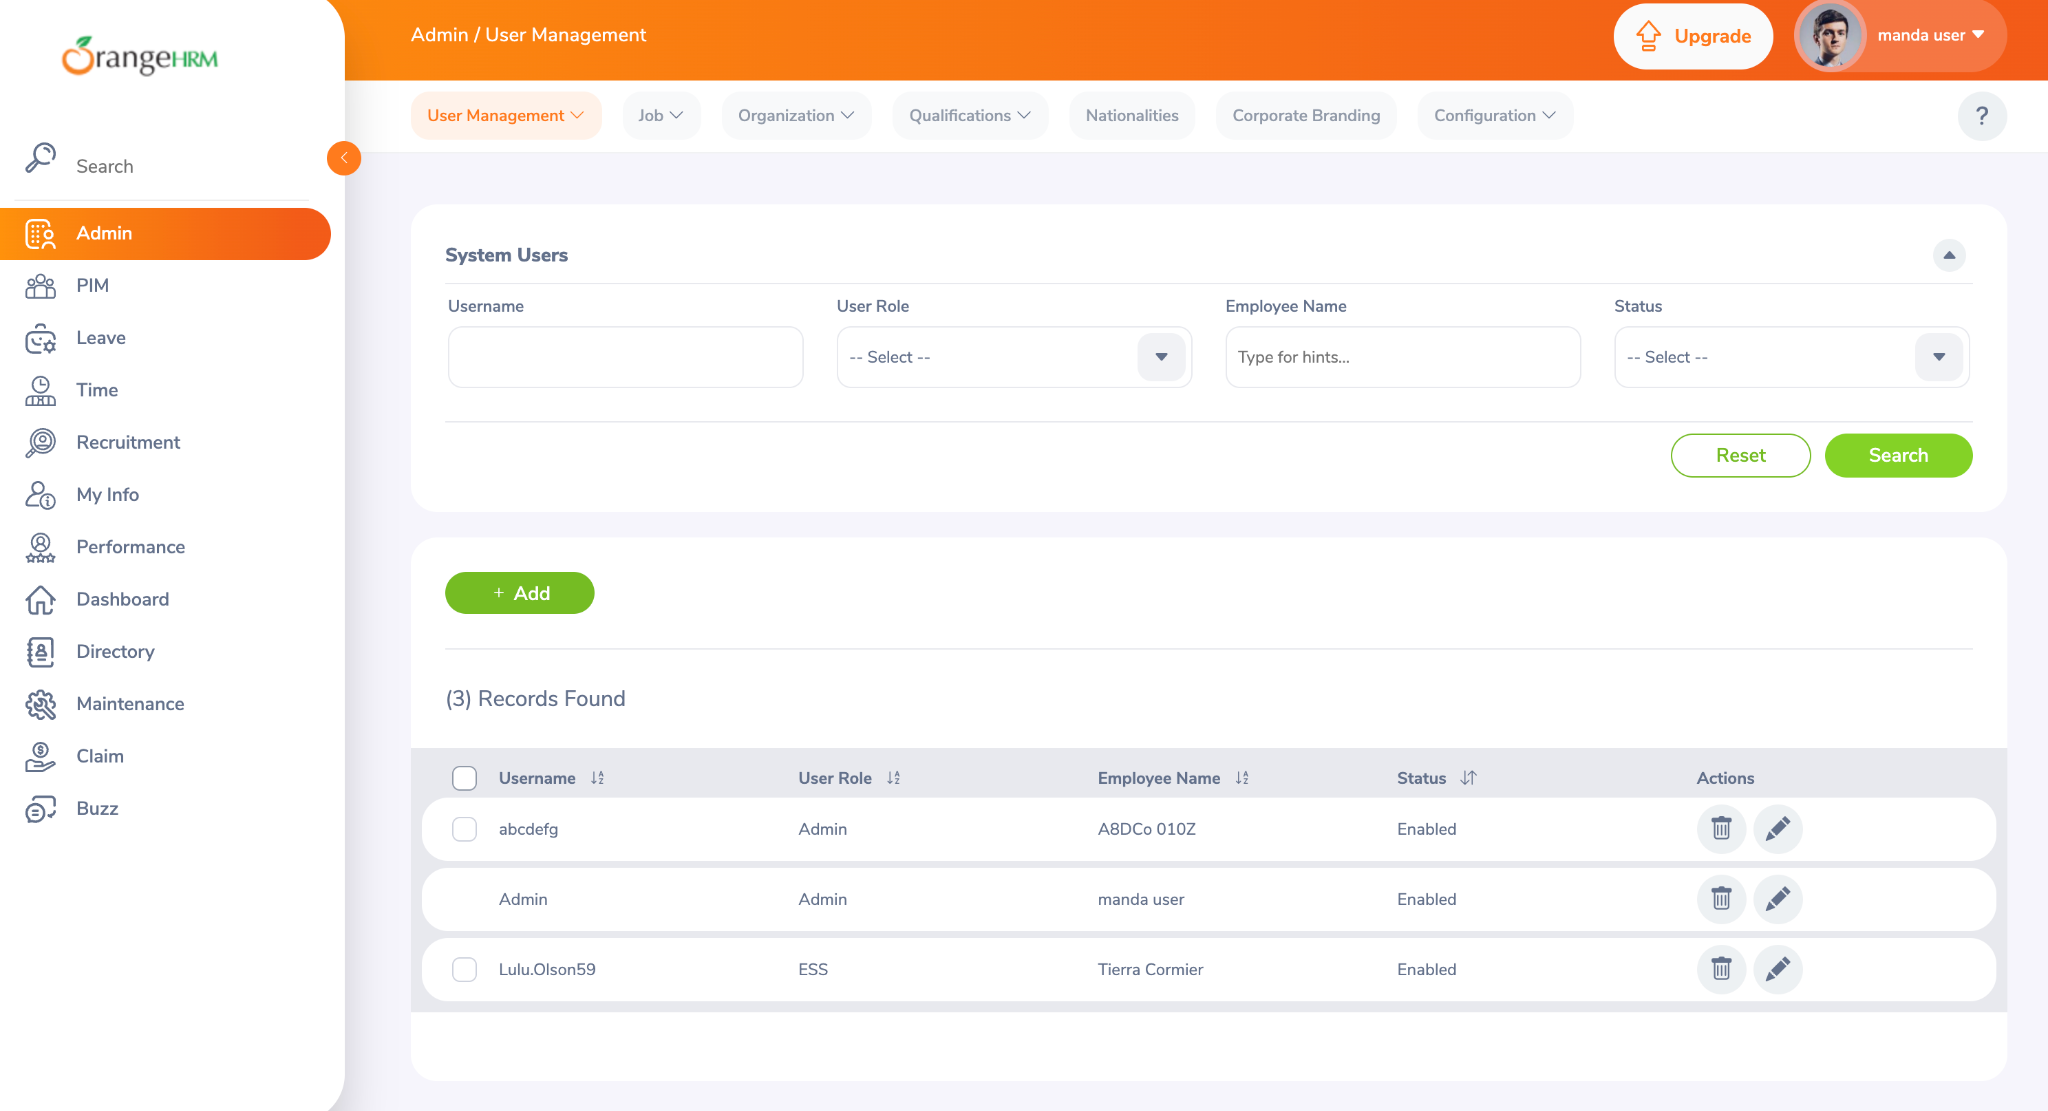 OrangeHRM
Admin / User Management
Upgrade
manda user
User Management
Job
Organization
Qualifications
Nationalities
Corporate Branding
Configuration
?
Search
Admin
PIM
Leave
Time
Recruitment
My Info
Performance
Dashboard
Directory
Maintenance
Claim
Buzz
System Users
Username
User Role
Employee Name
Status
-- Select --
Type for hints...
-- Select --
Reset
Search
+ Add
(3) Records Found
Username User Role Employee Name Status Actions
abcdefg Admin A8DCo 010Z Enabled
Admin Admin manda user Enabled
Lulu.Olson59 ESS Tierra Cormier Enabled